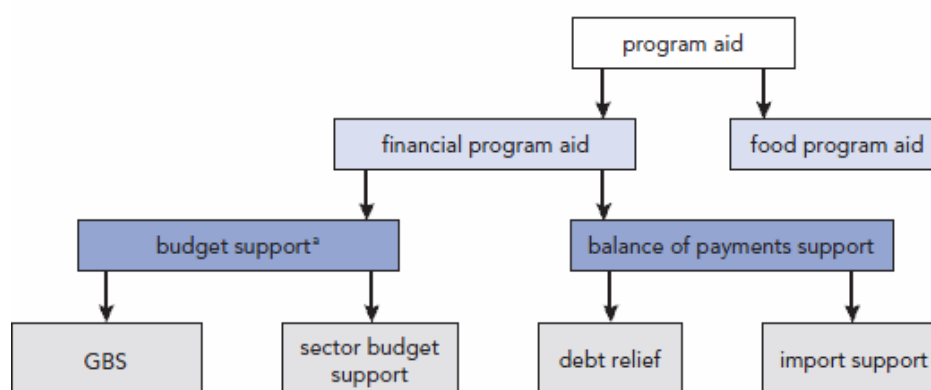 program aid
financial program aid
food program aid
budget supportᵃ
balance of payments support
GBS
sector budget
support
debt relief
import support